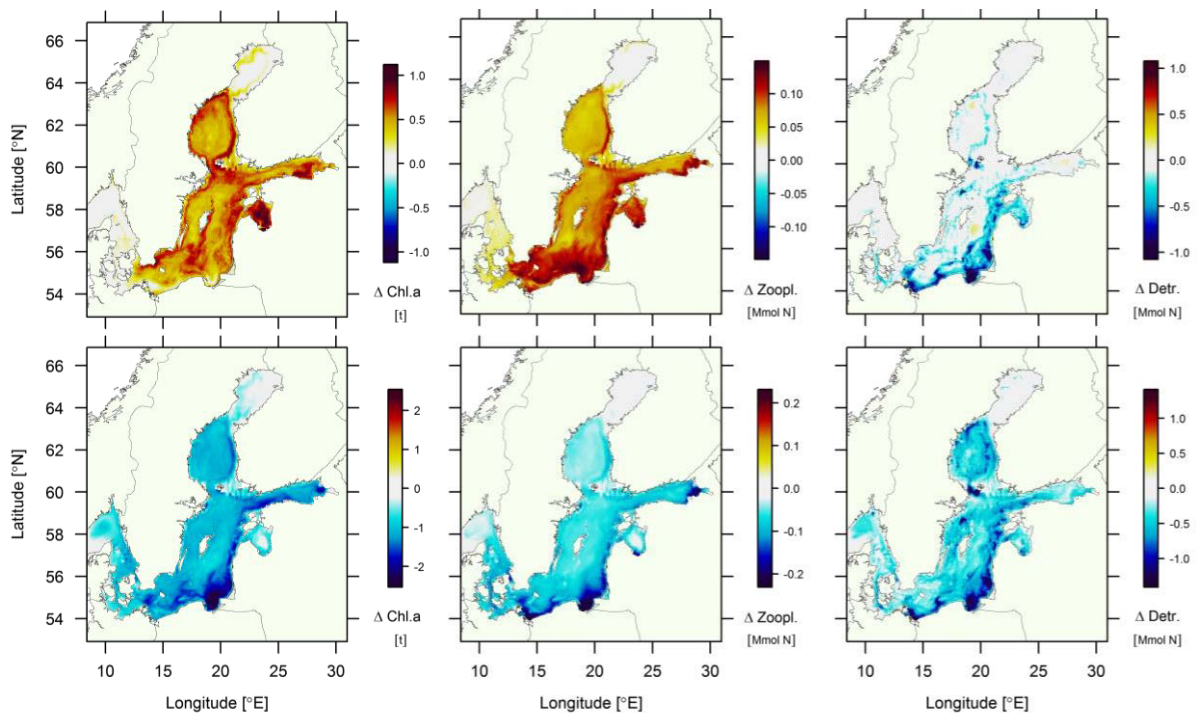 66
64
62
60
58
56
54
Latitude [°N]
1.0
0.5
0.0
-0.5
-1.0
Δ Chl.a
[t]
0.10
0.05
0.00
-0.05
-0.10
Δ Zoopl.
[Mmol N]
1.0
0.5
0.0
-0.5
-1.0
Δ Detr.
[Mmol N]
66
64
62
60
58
56
54
Latitude [°N]
2
1
0
-1
-2
Δ Chl.a
[t]
0.2
0.1
0.0
-0.1
-0.2
Δ Zoopl.
[Mmol N]
1.0
0.5
0.0
-0.5
-1.0
Δ Detr.
[Mmol N]
10 15 20 25 30
10 15 20 25 30
10 15 20 25 30
Longitude [°E]
Longitude [°E]
Longitude [°E]